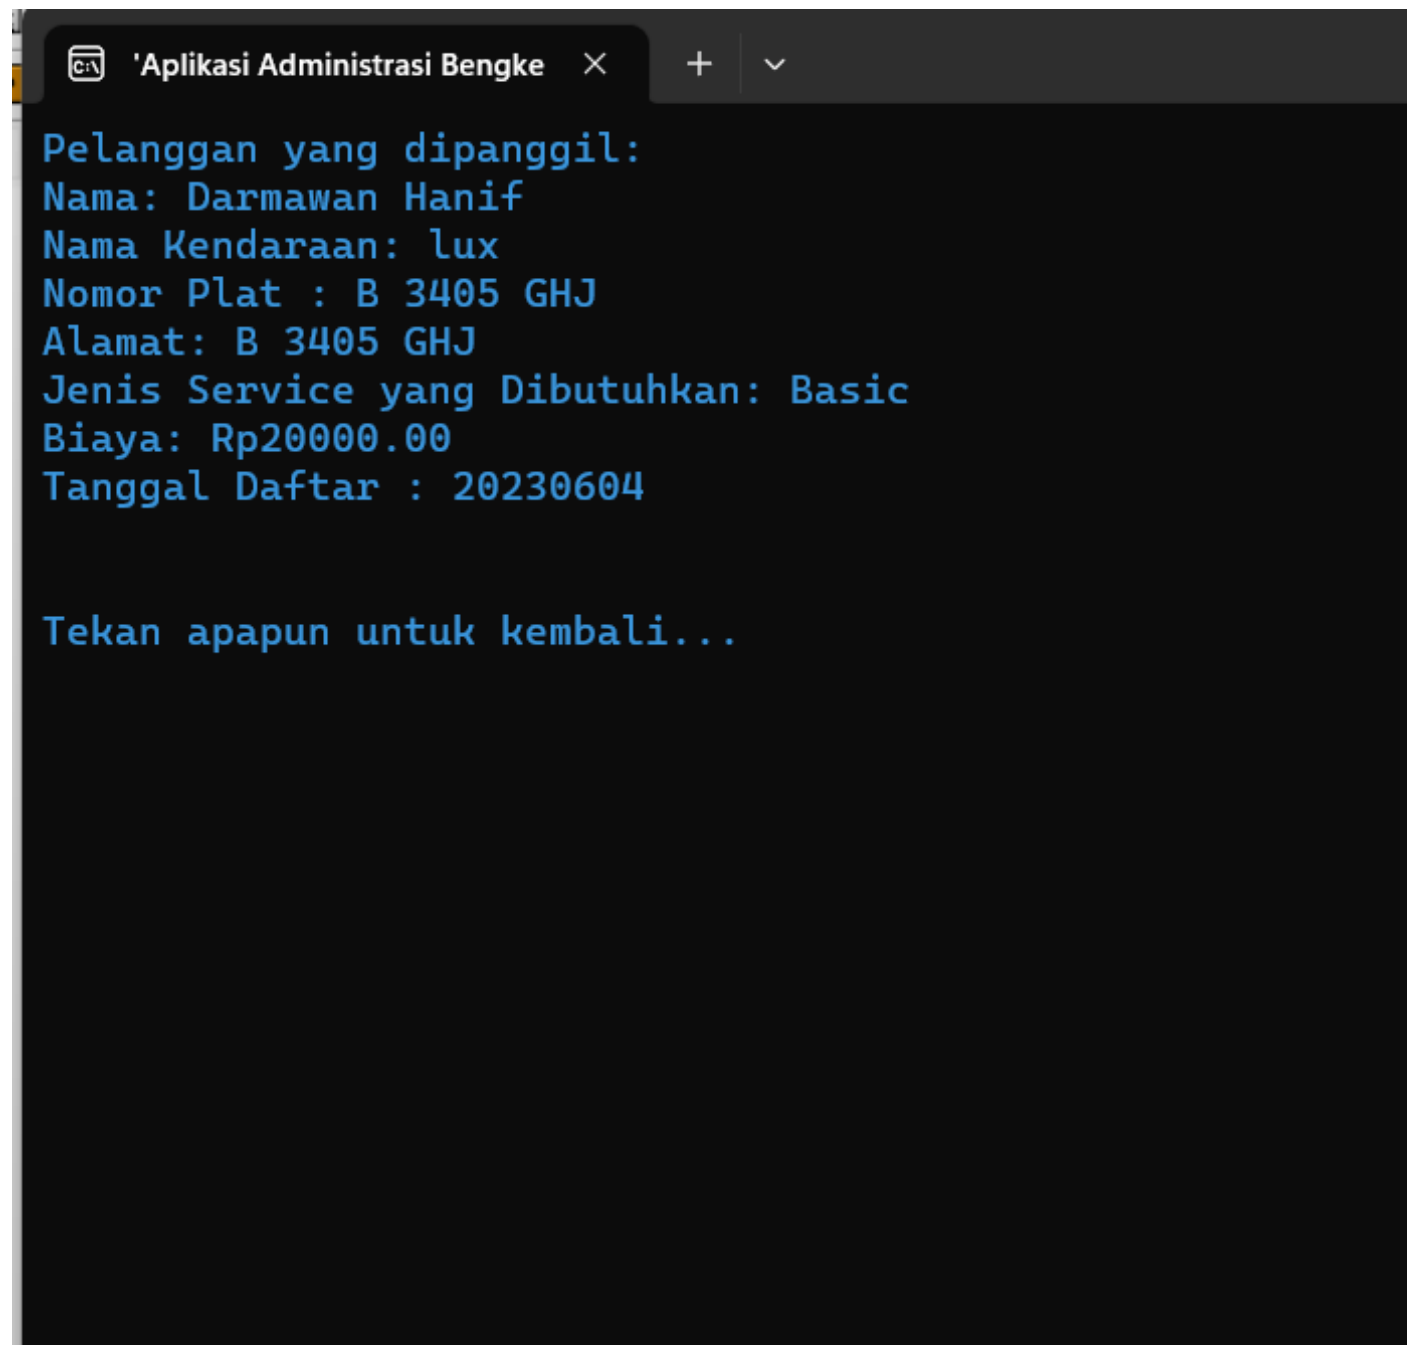 'Aplikasi Administrasi Bengke
Pelanggan yang dipanggil:
Nama: Darmawan Hanif
Nama Kendaraan: lux
Nomor Plat : B 3405 GHJ
Alamat: B 3405 GHJ
Jenis Service yang Dibutuhkan: Basic
Biaya: Rp20000.00
Tanggal Daftar : 20230604
Tekan apapun untuk kembali...